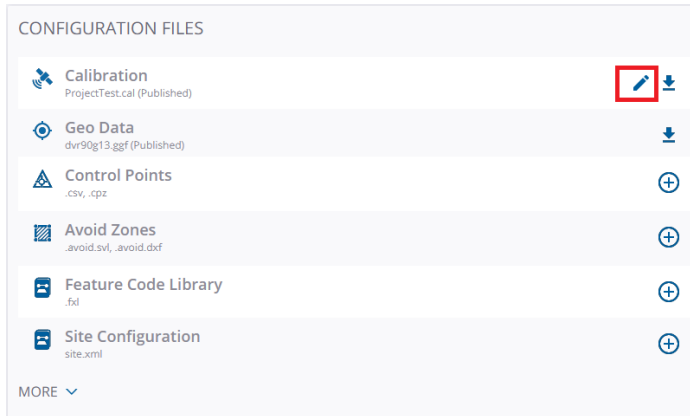 CONFIGURATION FILES
Calibration
ProjectTest.cal (Published)
Geo Data
dvr90g13.ggf (Published)
Control Points
.csv, .cpz
Avoid Zones
.avoid.svl, .avoid.dxf
Feature Code Library
.fxl
Site Configuration
site.xml
MORE